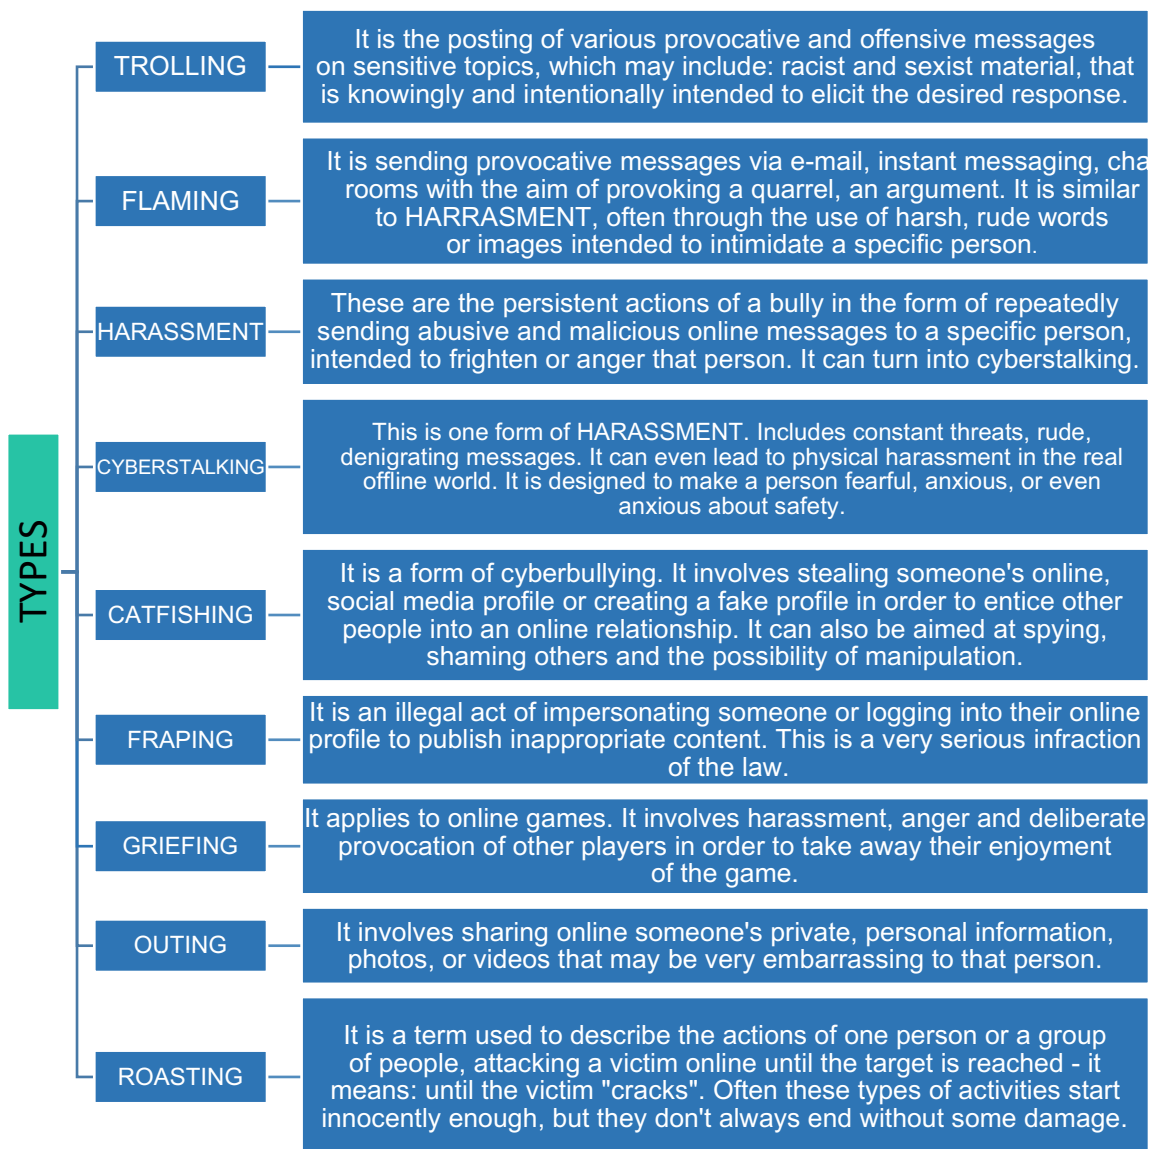 TYPES
TROLLING
It is the posting of various provocative and offensive messages
on sensitive topics, which may include: racist and sexist material, that
is knowingly and intentionally intended to elicit the desired response.
FLAMING
It is sending provocative messages via e-mail, instant messaging, cha
rooms with the aim of provoking a quarrel, an argument. It is similar
to HARRASMENT, often through the use of harsh, rude words
or images intended to intimidate a specific person.
HARASSMENT
These are the persistent actions of a bully in the form of repeatedly
sending abusive and malicious online messages to a specific person,
intended to frighten or anger that person. It can turn into cyberstalking.
CYBERSTALKING
This is one form of HARASSMENT. Includes constant threats, rude,
denigrating messages. It can even lead to physical harassment in the real
offline world. It is designed to make a person fearful, anxious, or even
anxious about safety.
CATFISHING
It is a form of cyberbullying. It involves stealing someone's online,
social media profile or creating a fake profile in order to entice other
people into an online relationship. It can also be aimed at spying,
shaming others and the possibility of manipulation.
FRAPING
It is an illegal act of impersonating someone or logging into their online
profile to publish inappropriate content. This is a very serious infraction
of the law.
GRIEFING
It applies to online games. It involves harassment, anger and deliberate
provocation of other players in order to take away their enjoyment
of the game.
OUTING
It involves sharing online someone's private, personal information,
photos, or videos that may be very embarrassing to that person.
ROASTING
It is a term used to describe the actions of one person or a group
of people, attacking a victim online until the target is reached - it
means: until the victim "cracks". Often these types of activities start
innocently enough, but they don't always end without some damage.